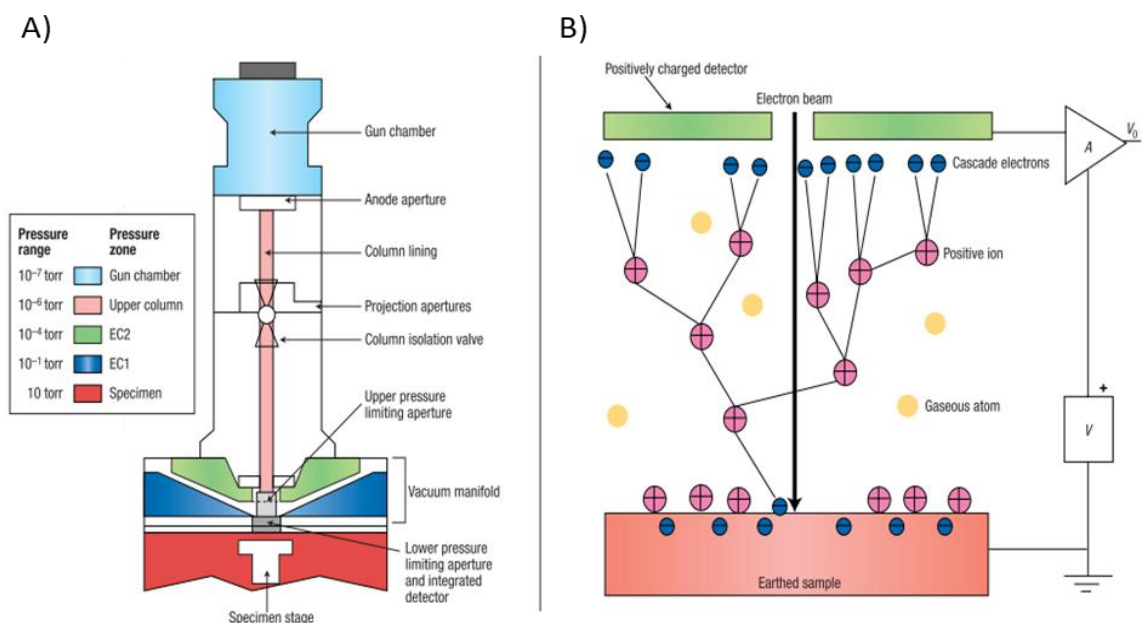 A)
Gun chamber
Anode aperture
Column lining
Projection apertures
Column isolation valve
Upper pressure
limiting aperture
Vacuum manifold
Lower pressure
limiting aperture
and integrated
detector
Specimen stage
Pressure range Pressure zone
10⁻⁷ torr Gun chamber
10⁻⁶ torr Upper column
10⁻⁴ torr EC2
10⁻¹ torr EC1
10 torr Specimen
B)
Positively charged detector
Electron beam
V₀
A
Cascade electrons
Positive ion
Gaseous atom
+
V
Earthed sample